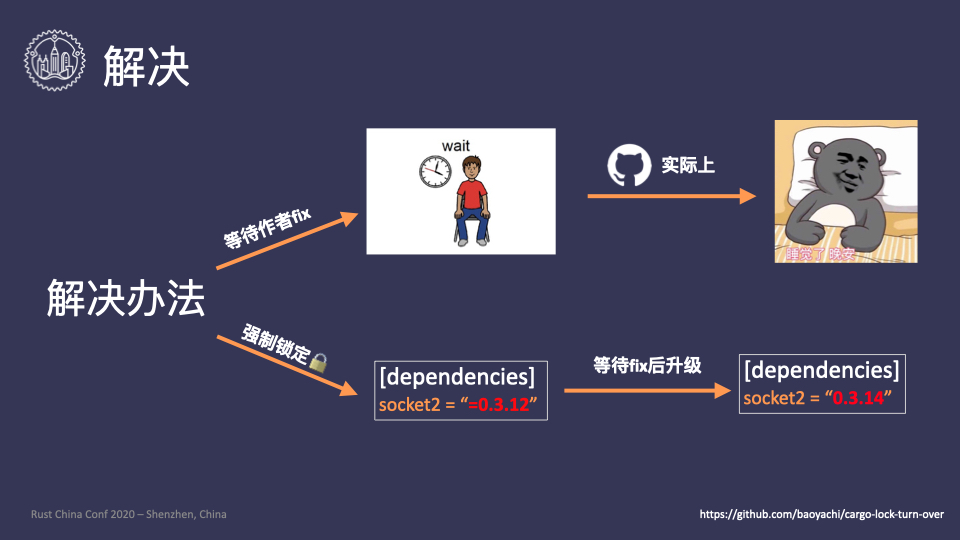 解决
wait
实际上
等待作者fix
睡觉了 晚安
解决办法
强制锁定
[dependencies]
socket2 = “=0.3.12”
等待fix后升级
[dependencies]
socket2 = “0.3.14”
Rust China Conf 2020 – Shenzhen, China
https://github.com/baoyachi/cargo-lock-turn-over